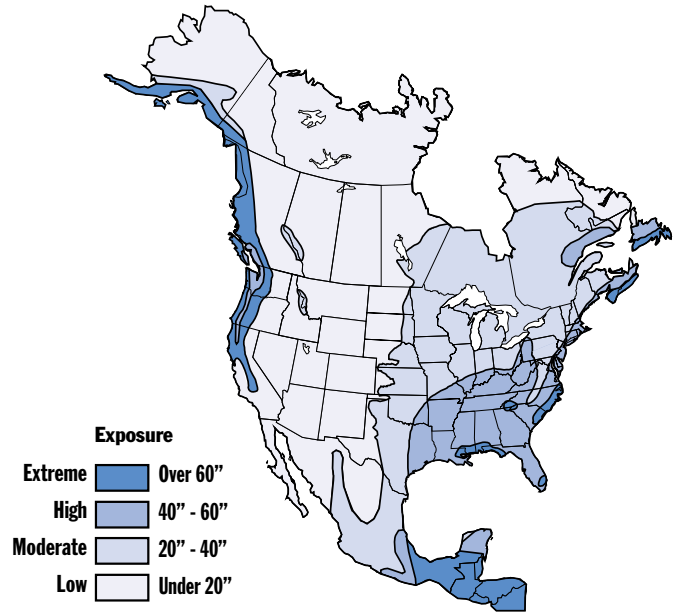 Exposure
Extreme Over 60”
High 40” - 60”
Moderate 20” - 40”
Low Under 20”